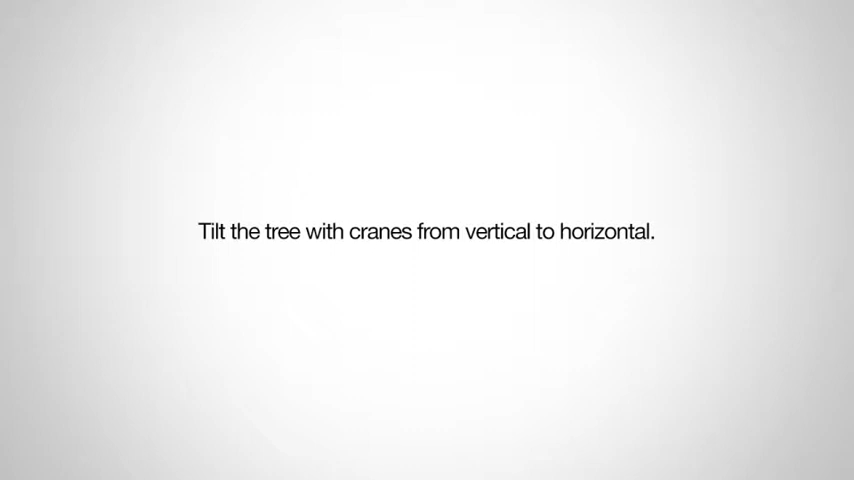 Tilt the tree with cranes from vertical to horizontal.